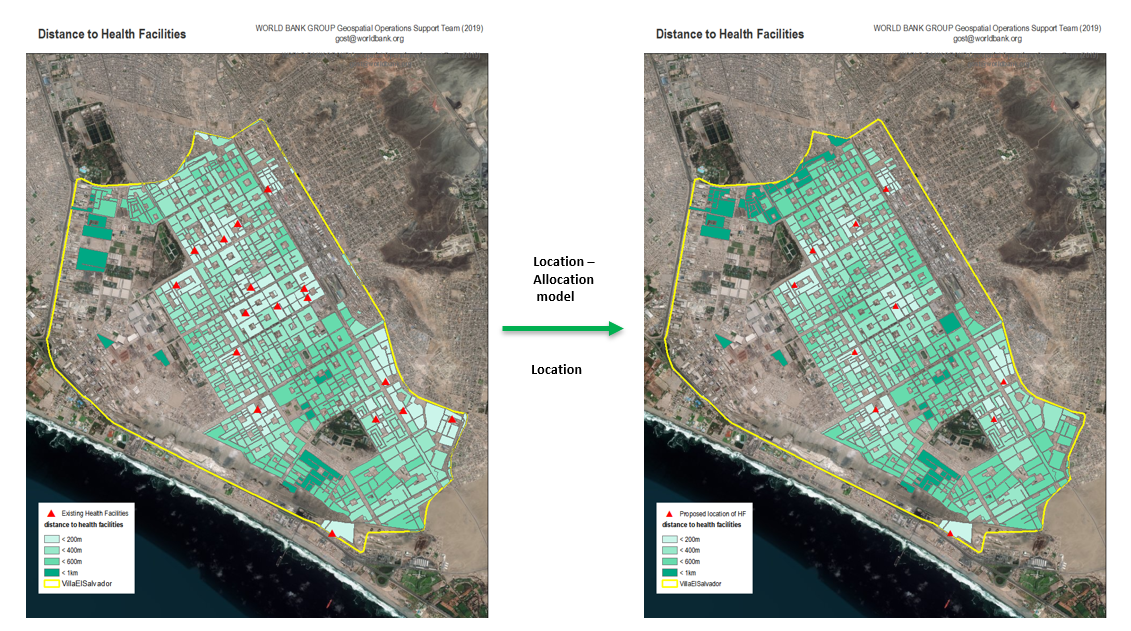 Distance to Health Facilities
WORLD BANK GROUP Geospatial Operations Support Team (2019)
gost@worldbank.org
Existing Health Facilities
distance to health facilities
< 200m
< 400m
< 600m
< 1km
VillaElSalvador
Location –
Allocation
model
Location
Distance to Health Facilities
WORLD BANK GROUP Geospatial Operations Support Team (2019)
gost@worldbank.org
Proposed location of HF
distance to health facilities
< 200m
< 400m
< 600m
< 1km
VillaElSalvador